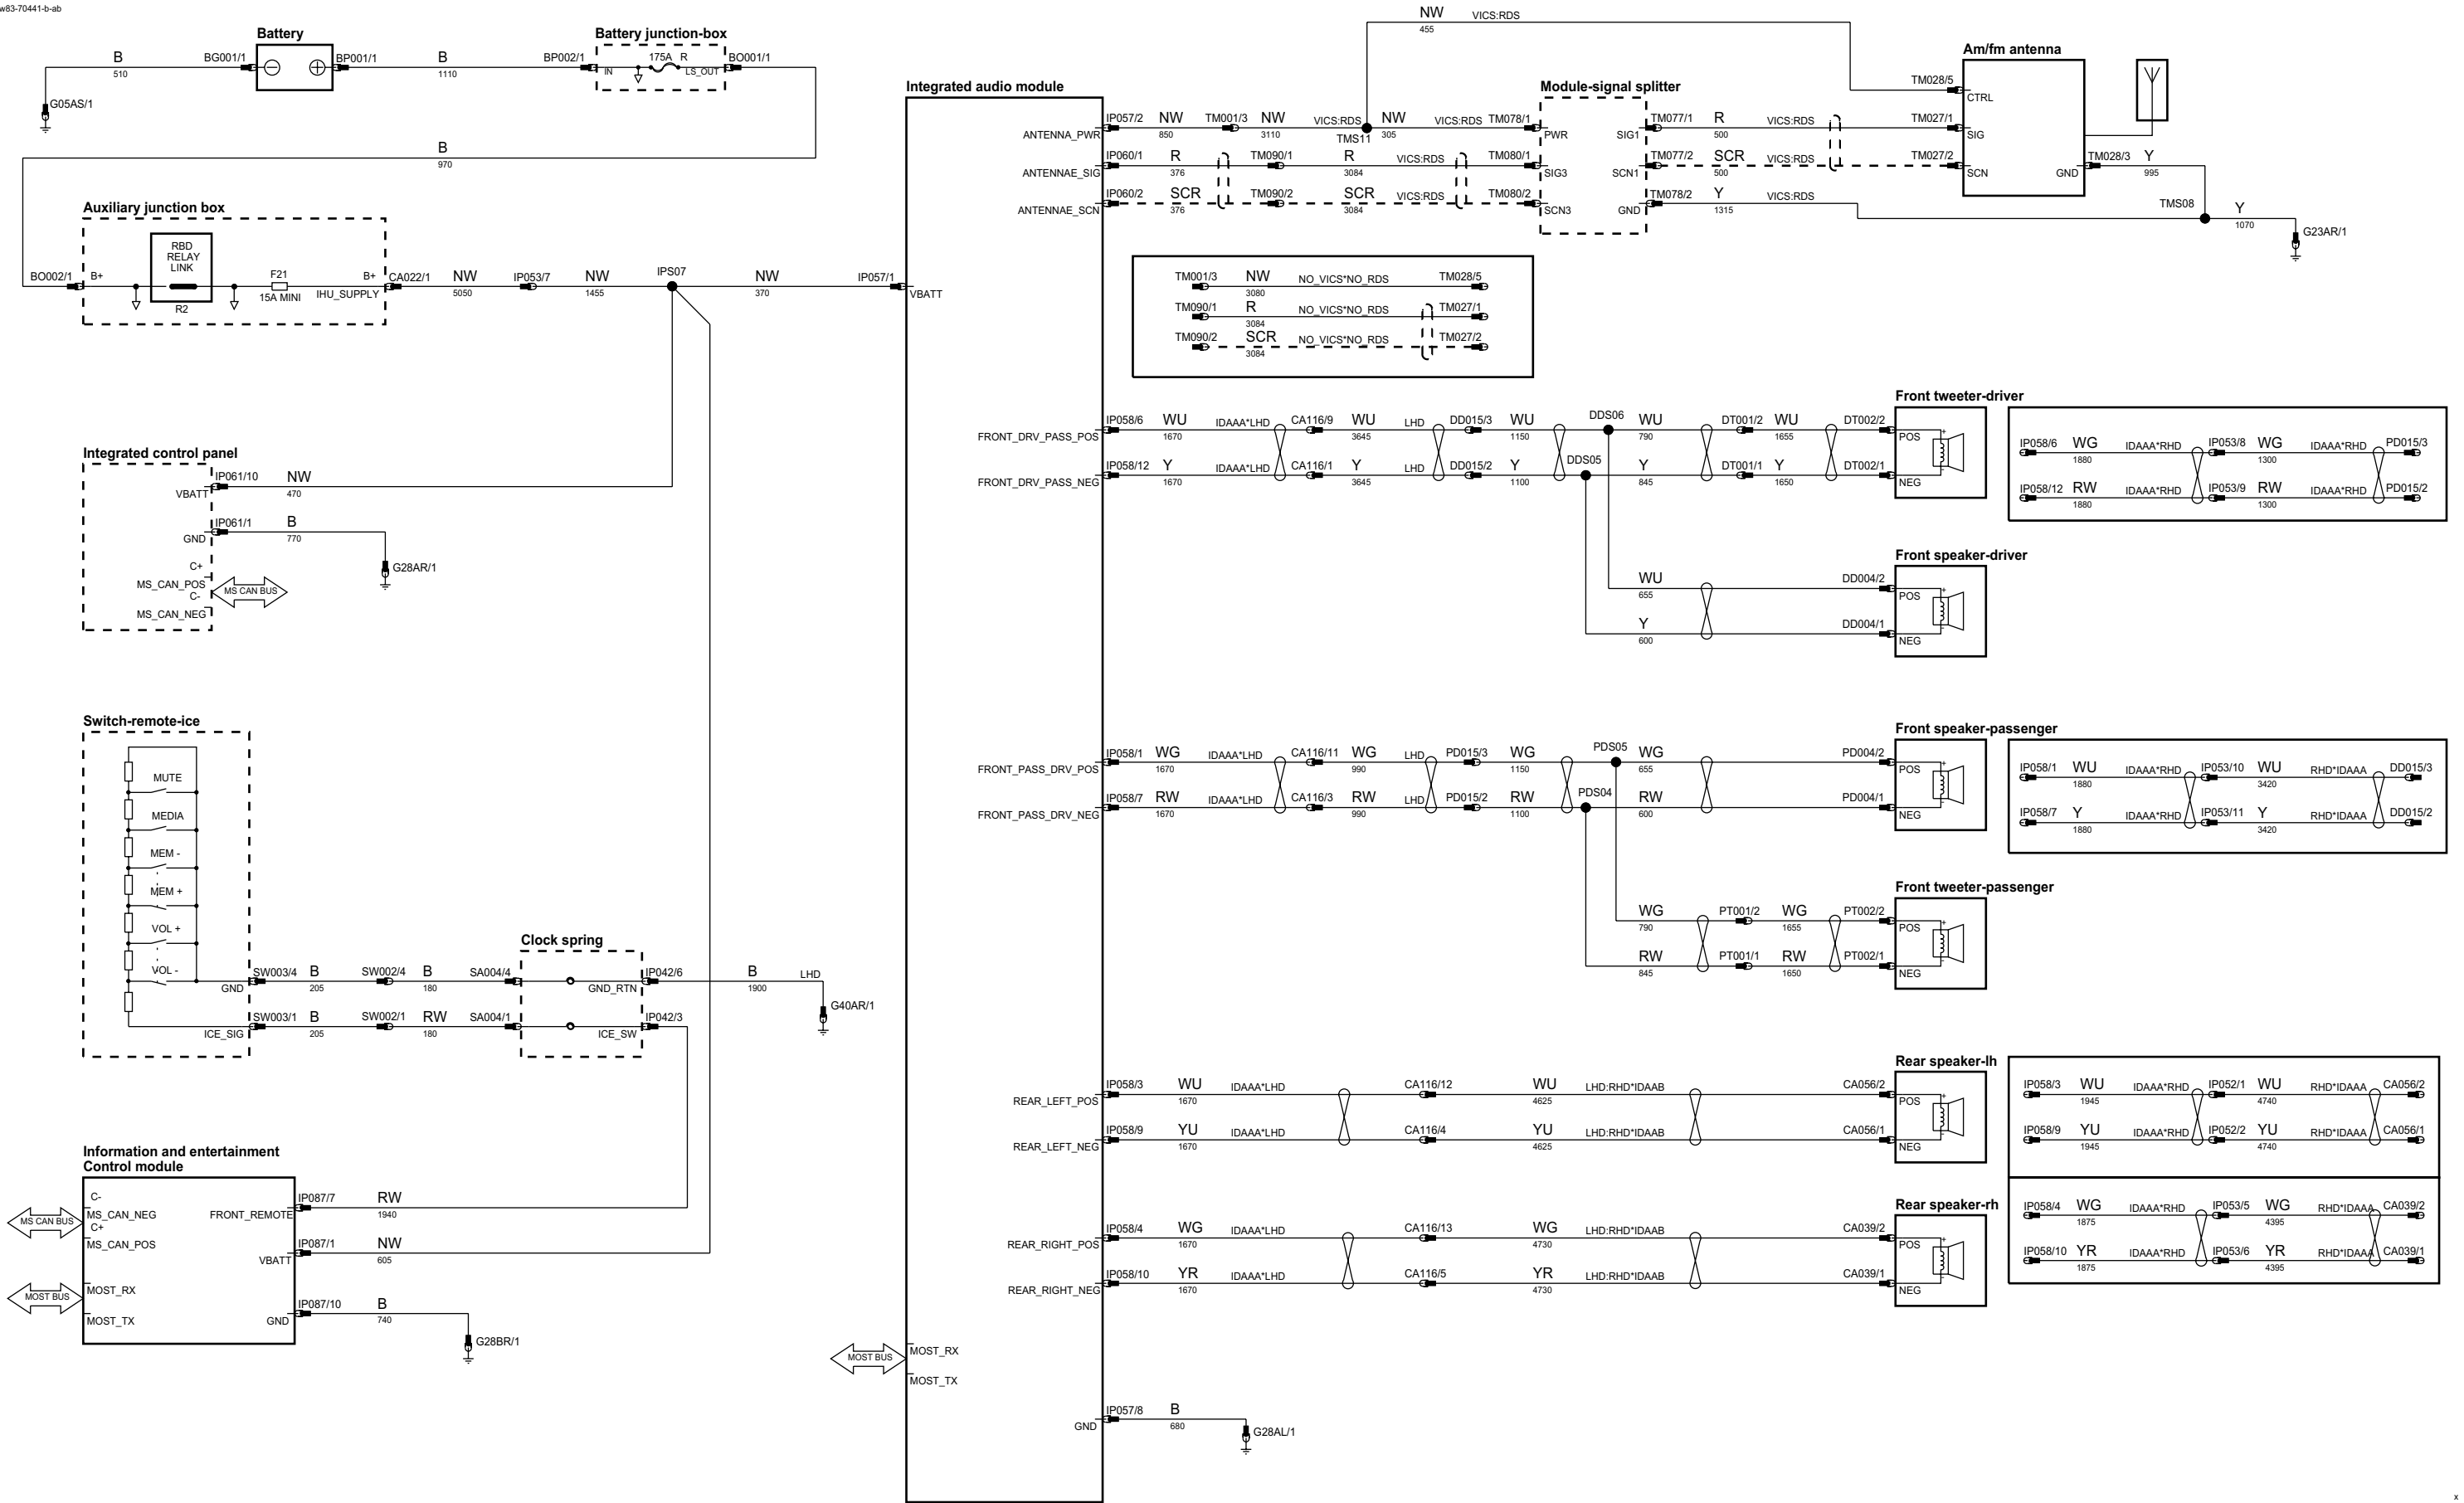 w83-70441-b-ab
Battery
B
510
BG001/1
BP001/1
B
1110
BP002/1
Battery junction-box
175A R
IN
LS_OUT
BO001/1
G05AS/1
B
970
Auxiliary junction box
RBD
RELAY
LINK
R2
BO002/1
B+
F21
15A MINI
B+
IHU_SUPPLY
CA022/1
NW
5050
IP053/7
NW
1455
IPS07
NW
370
IP057/1
VBATT
Integrated control panel
IP061/10
NW
470
VBATT
IP061/1
B
770
GND
C+
MS_CAN_POS
C-
MS_CAN_NEG
MS CAN BUS
G28AR/1
Switch-remote-ice
MUTE
MEDIA
MEM -
MEM +
VOL +
VOL -
GND
ICE_SIG
SW003/4
B
205
SW002/4
B
180
SA004/4
SW003/1
B
205
SW002/1
RW
180
SA004/1
Clock spring
GND_RTN
ICE_SW
IP042/6
B
1900
LHD
G40AR/1
IP042/3
Information and entertainment
Control module
C-
MS_CAN_NEG
C+
MS_CAN_POS
MS CAN BUS
MOST BUS
MOST_RX
MOST_TX
FRONT_REMOTE
VBATT
GND
IP087/7
RW
1940
IP087/1
NW
605
IP087/10
B
740
G28BR/1
Integrated audio module
ANTENNA_PWR
IP057/2
NW
850
TM001/3
NW
3110
VICS:RDS
TMS11
NW
305
VICS:RDS
TM078/1
NW
455
VICS:RDS
ANTENNAE_SIG
IP060/1
R
376
TM090/1
R
3084
VICS:RDS
TM080/1
ANTENNAE_SCN
IP060/2
SCR
376
TM090/2
SCR
3084
VICS:RDS
TM080/2
Module-signal splitter
PWR
SIG3
SCN3
SIG1
SCN1
GND
TM077/1
R
500
VICS:RDS
TM027/1
TM077/2
SCR
500
VICS:RDS
TM027/2
TM078/2
Y
1315
VICS:RDS
Am/fm antenna
TM028/5
CTRL
SIG
SCN
GND
TM028/3
Y
995
TMS08
Y
1070
G23AR/1
TM001/3
NW
3080
NO_VICS*NO_RDS
TM028/5
TM090/1
R
3084
NO_VICS*NO_RDS
TM027/1
TM090/2
SCR
3084
NO_VICS*NO_RDS
TM027/2
FRONT_DRV_PASS_POS
IP058/6
WU
1670
IDAAA*LHD
CA116/9
WU
3645
LHD
DD015/3
WU
1150
DDS06
WU
790
DT001/2
WU
1655
DT002/2
FRONT_DRV_PASS_NEG
IP058/12
Y
1670
IDAAA*LHD
CA116/1
Y
3645
LHD
DD015/2
Y
1100
DDS05
Y
845
DT001/1
Y
1650
DT002/1
Front tweeter-driver
POS
NEG
IP058/6
WG
1880
IDAAA*RHD
IP053/8
WG
1300
IDAAA*RHD
PD015/3
IP058/12
RW
1880
IDAAA*RHD
IP053/9
RW
1300
IDAAA*RHD
PD015/2
Front speaker-driver
WU
655
DD004/2
POS
Y
600
DD004/1
NEG
FRONT_PASS_DRV_POS
IP058/1
WG
1670
IDAAA*LHD
CA116/11
WG
990
LHD
PD015/3
WG
1150
PDS05
WG
655
PD004/2
FRONT_PASS_DRV_NEG
IP058/7
RW
1670
IDAAA*LHD
CA116/3
RW
990
LHD
PD015/2
RW
1100
PDS04
RW
600
PD004/1
Front speaker-passenger
POS
NEG
IP058/1
WU
1880
IDAAA*RHD
IP053/10
WU
3420
RHD*IDAAA
DD015/3
IP058/7
Y
1880
IDAAA*RHD
IP053/11
Y
3420
RHD*IDAAA
DD015/2
Front tweeter-passenger
WG
790
PT001/2
WG
1655
PT002/2
POS
RW
845
PT001/1
RW
1650
PT002/1
NEG
REAR_LEFT_POS
IP058/3
WU
1670
IDAAA*LHD
CA116/12
WU
4625
LHD:RHD*IDAAB
CA056/2
REAR_LEFT_NEG
IP058/9
YU
1670
IDAAA*LHD
CA116/4
YU
4625
LHD:RHD*IDAAB
CA056/1
Rear speaker-lh
POS
NEG
IP058/3
WU
1945
IDAAA*RHD
IP052/1
WU
4740
RHD*IDAAA
CA056/2
IP058/9
YU
1945
IDAAA*RHD
IP052/2
YU
4740
RHD*IDAAA
CA056/1
REAR_RIGHT_POS
IP058/4
WG
1670
IDAAA*LHD
CA116/13
WG
4730
LHD:RHD*IDAAB
CA039/2
REAR_RIGHT_NEG
IP058/10
YR
1670
IDAAA*LHD
CA116/5
YR
4730
LHD:RHD*IDAAB
CA039/1
Rear speaker-rh
POS
NEG
IP058/4
WG
1875
IDAAA*RHD
IP053/5
WG
4395
RHD*IDAAA
CA039/2
IP058/10
YR
1875
IDAAA*RHD
IP053/6
YR
4395
RHD*IDAAA
CA039/1
MOST BUS
MOST_RX
MOST_TX
GND
IP057/8
B
680
G28AL/1
x